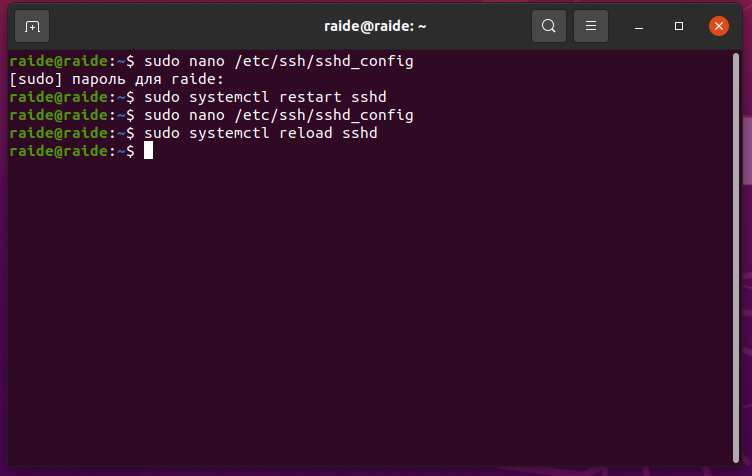 raide@raide: ~
raide@raide:~$ sudo nano /etc/ssh/sshd_config
[sudo] пароль для raide:
raide@raide:~$ sudo systemctl restart sshd
raide@raide:~$ sudo nano /etc/ssh/sshd_config
raide@raide:~$ sudo systemctl reload sshd
raide@raide:~$